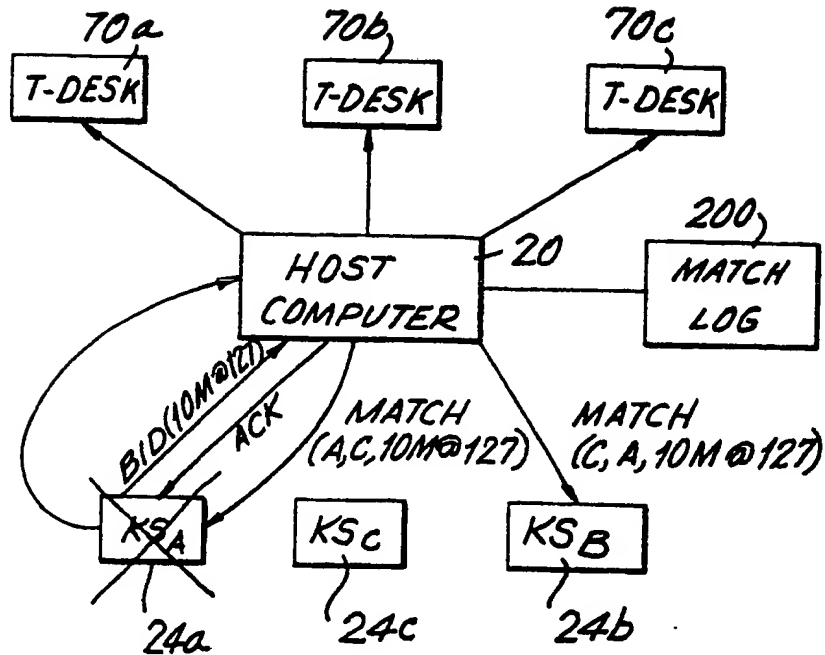 70a 70b 70c
T-DESK T-DESK T-DESK
200
HOST COMPUTER
20
MATCH LOG
BID(10M@127)
ACK
MATCH
(A,C,10M@127)
MATCH
(C,A,10M@127)
KSA KSC KSB
24a 24c 24b